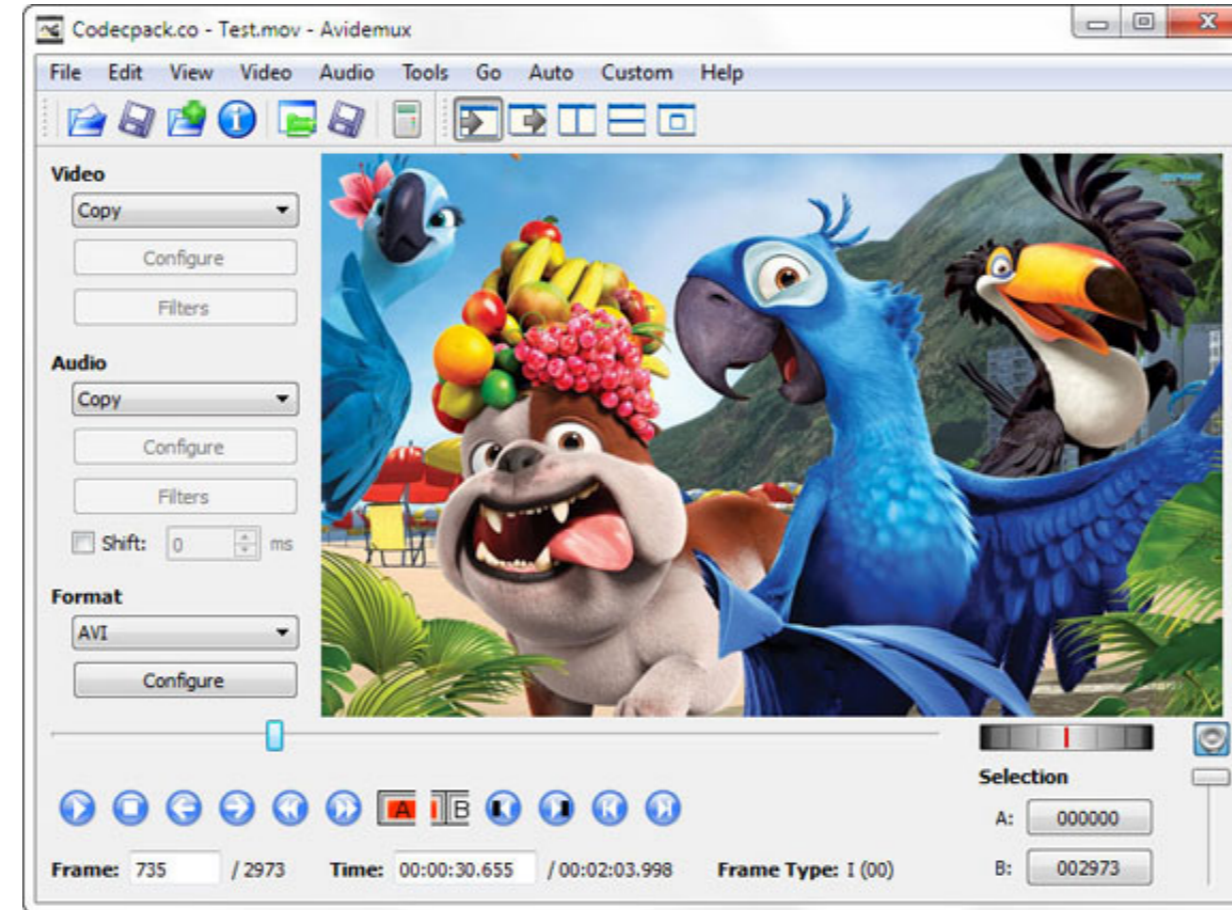 Codecpack.co - Test.mov - Avidemux
File Edit View Video Audio Tools Go Auto Custom Help
Video
Copy
Configure
Filters
Audio
Copy
Configure
Filters
Shift: 0 ms
Format
AVI
Configure
Selection
A: 000000
A B
Frame: 735 / 2973 Time: 00:00:30.655 / 00:02:03.998 Frame Type: I (00)
B: 002973